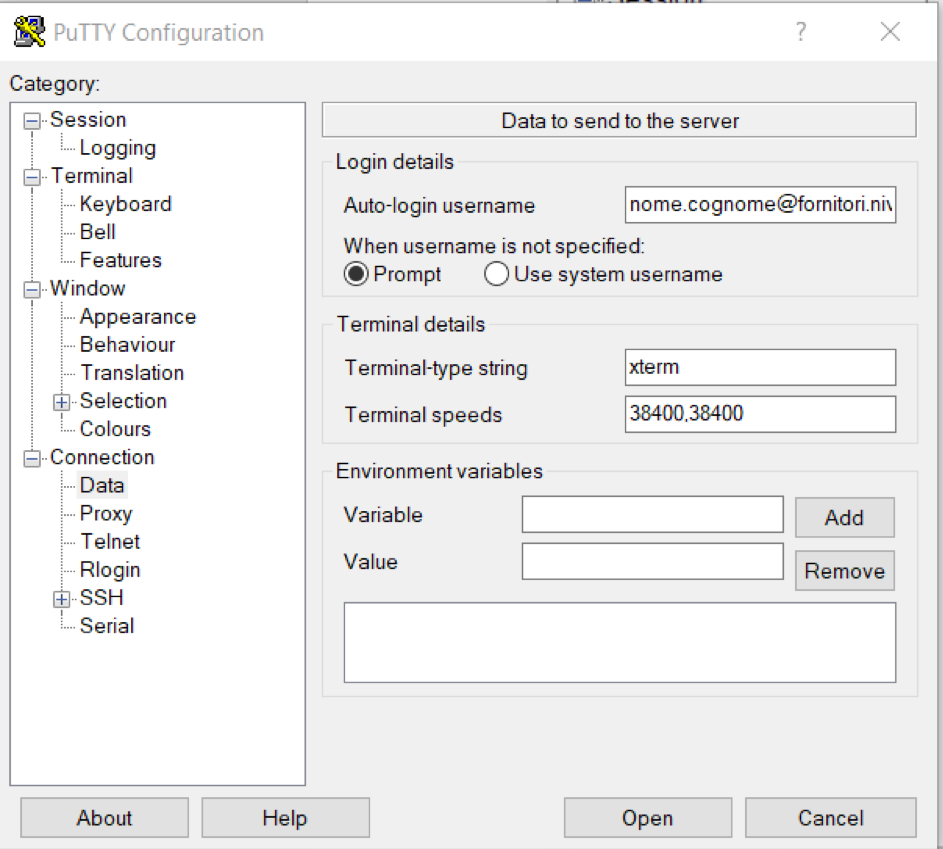 PuTTY Configuration
?
Category:
Session
Logging
Terminal
Keyboard
Bell
Features
Window
Appearance
Behaviour
Translation
Selection
Colours
Connection
Data
Proxy
Telnet
Rlogin
SSH
Serial
Data to send to the server
Login details
Auto-login username nome.cognome@fornitori.niv
When username is not specified:
Prompt Use system username
Terminal details
Terminal-type string xterm
Terminal speeds 38400,38400
Environment variables
Variable Add
Value Remove
About Help Open Cancel